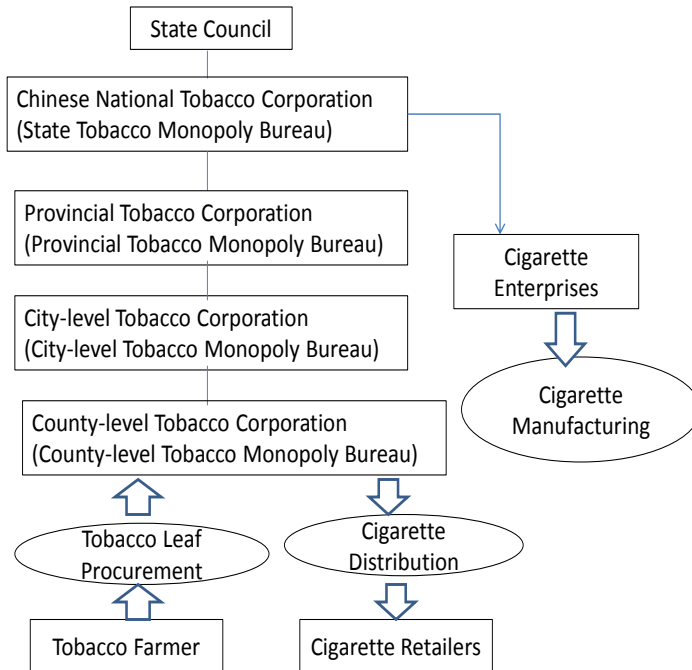 State Council
Chinese National Tobacco Corporation
(State Tobacco Monopoly Bureau)
Provincial Tobacco Corporation
(Provincial Tobacco Monopoly Bureau)
Cigarette
Enterprises
City-level Tobacco Corporation
(City-level Tobacco Monopoly Bureau)
Cigarette
Manufacturing
County-level Tobacco Corporation
(County-level Tobacco Monopoly Bureau)
Tobacco Leaf
Procurement
Cigarette
Distribution
Tobacco Farmer
Cigarette Retailers